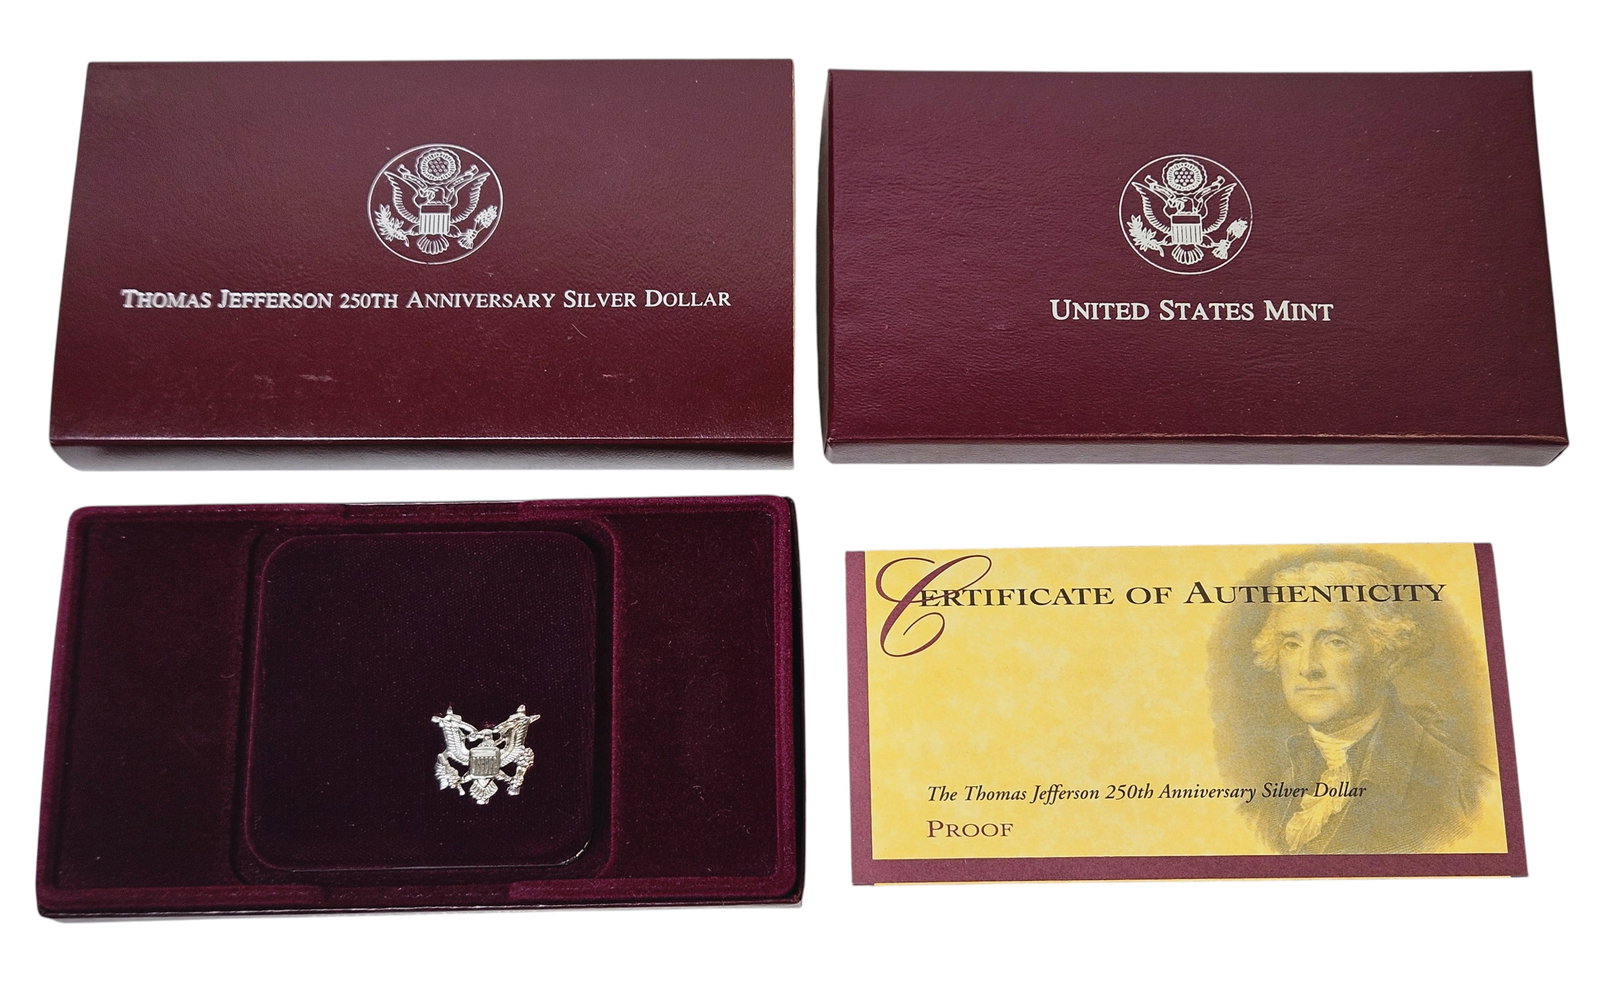 THOMAS JEFFERSON 250TH ANNIVERSARY SILVER DOLLAR
UNITED STATES MINT
CERTIFICATE OF AUTHENTICITY
The Thomas Jefferson 250th Anniversary Silver Dollar
PROOF